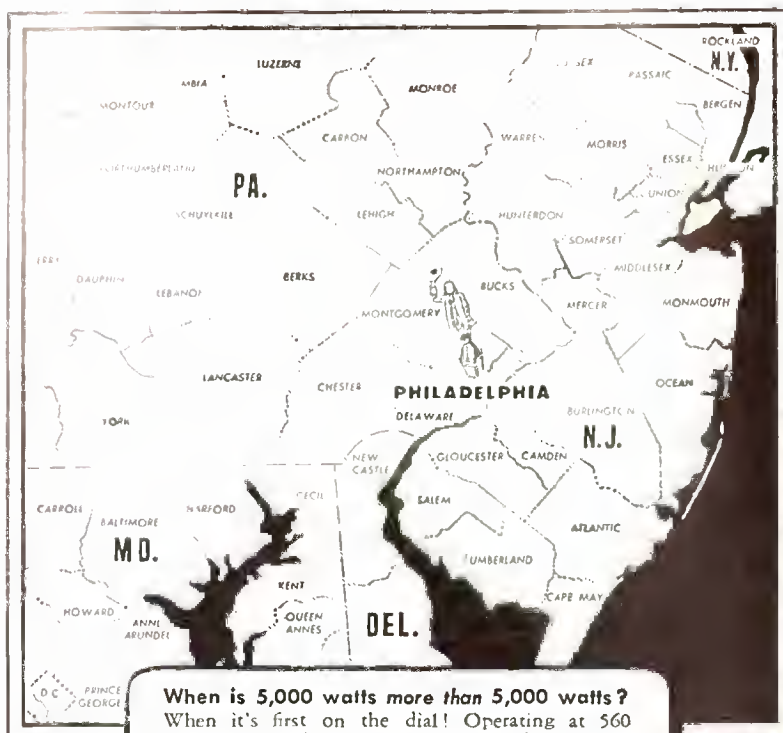 ROCKLAND
N.Y.
LUZERNE
PASSAIC
MONROE
BERGEN
MONTOUR
CARBON
WARREN
MORRIS
ESSEX
NORTHAMPTON
UNION
PA.
SCHUYLKILL
LEHIGH
HUNTERDON
SOMERSET
MIDDLESEX
DAUPHIN
BERKS
BUCKS
LEBANON
MERCER
MONMOUTH
MONTGOMERY
LANCASTER
CHESTER
OCEAN
PHILADELPHIA
DELAWARE
BURLINGTON
YORK
N.J.
NEW
CASTLE
GLOUCESTER
CAMDEN
CECIL
SALEM
CARROLL
BALTIMORE
HARFORD
ATLANTIC
MD.
UMBERLAND
KENT
CAPE MAY
HOWARD
ANNE
ARUNDEL
QUEEN
ANNES
DEL.
D.C.
PRINCE
GEORGE
When is 5,000 watts more than 5,000 watts?
When it's first on the dial! Operating at 560